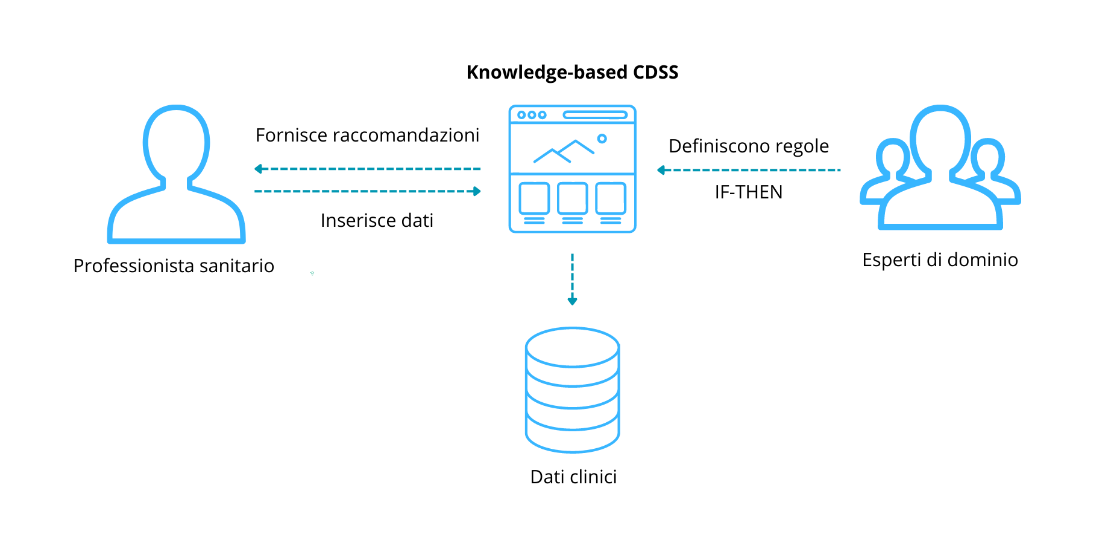 Knowledge-based CDSS
Fornisce raccomandazioni
Inserisce dati
Professionista sanitario
Definiscono regole
IF-THEN
Esperti di dominio
Dati clinici